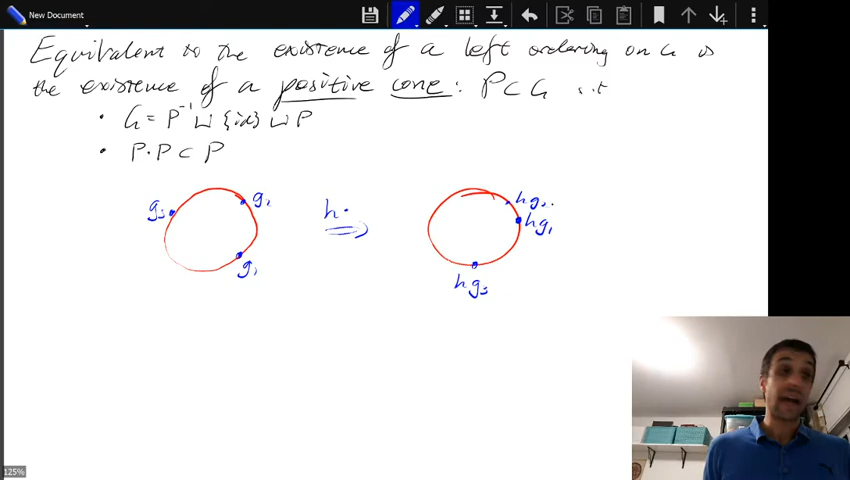 New Document
Equivalent to the existence of a left ordering on G is
the existence of a positive cone: P ⊂ G s.t
• G = P⁻¹ ⊔ {id} ⊔ P
• P·P ⊂ P
g₃ g₂ h· hg₂.
hg₁
g₁ hg₃
125%